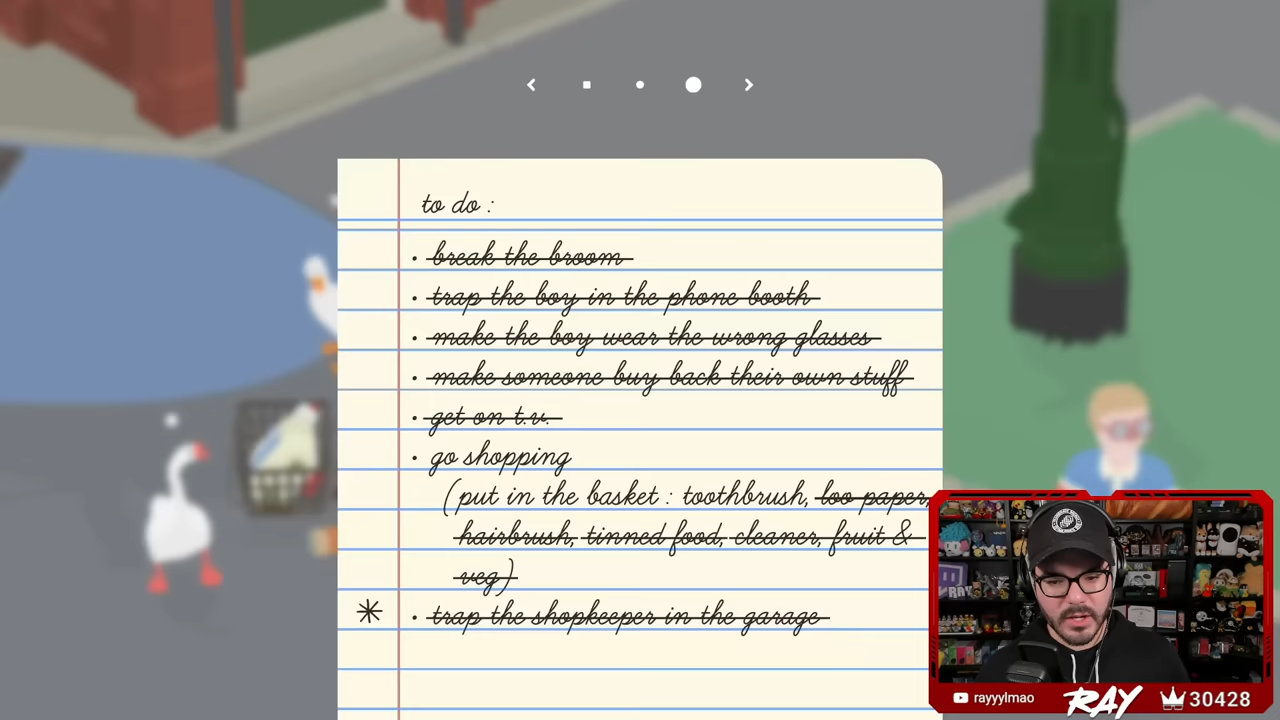 to do :
• break the broom
• trap the boy in the phone booth
• make the boy wear the wrong glasses
• make someone buy back their own stuff
• get on t.v.
• go shopping
(put in the basket : toothbrush, loo paper,
hairbrush, tinned food, cleaner, fruit &
veg)
• trap the shopkeeper in the garage
rayyylmao
RAY
30428